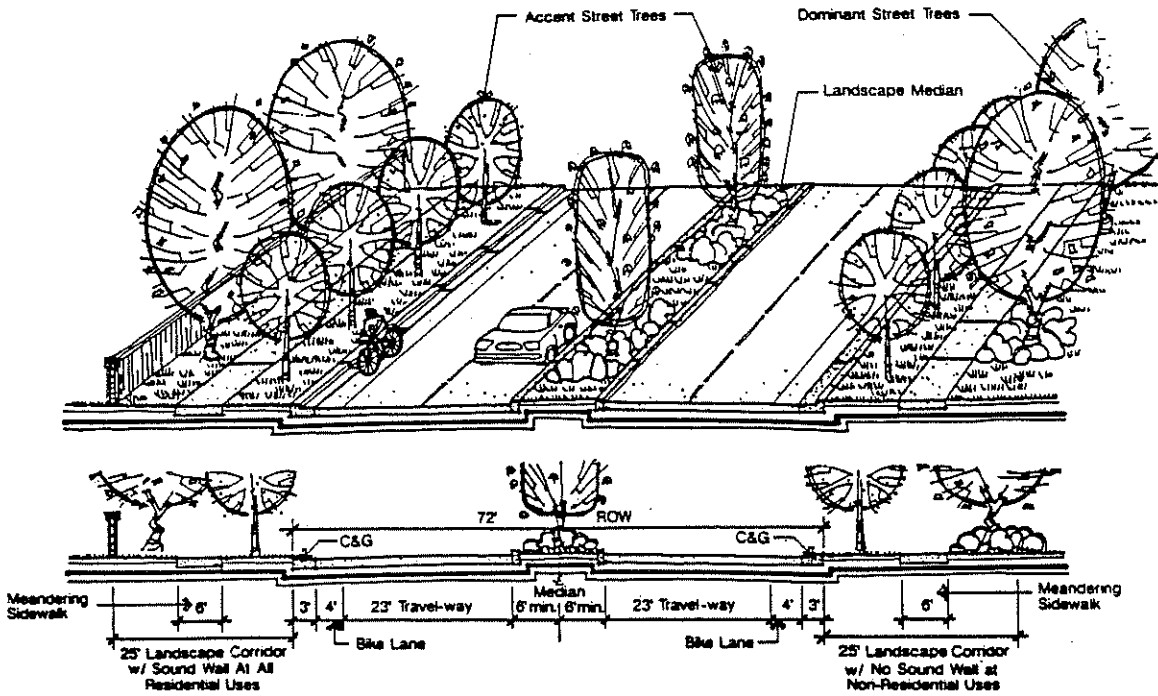 Accent Street Trees
Dominant Street Trees
Landscape Median
72' ROW
C&G
C&G
Meandering
Sidewalk
6'
3'
4'
23' Travel-way
Median
6' min.
6' min.
23' Travel-way
4'
3'
6'
Meandering
Sidewalk
Bike Lane
Bike Lane
25' Landscape Corridor
w/ Sound Wall At All
Residential Uses
25' Landscape Corridor
w/ No Sound Wall at
Non-Residential Uses